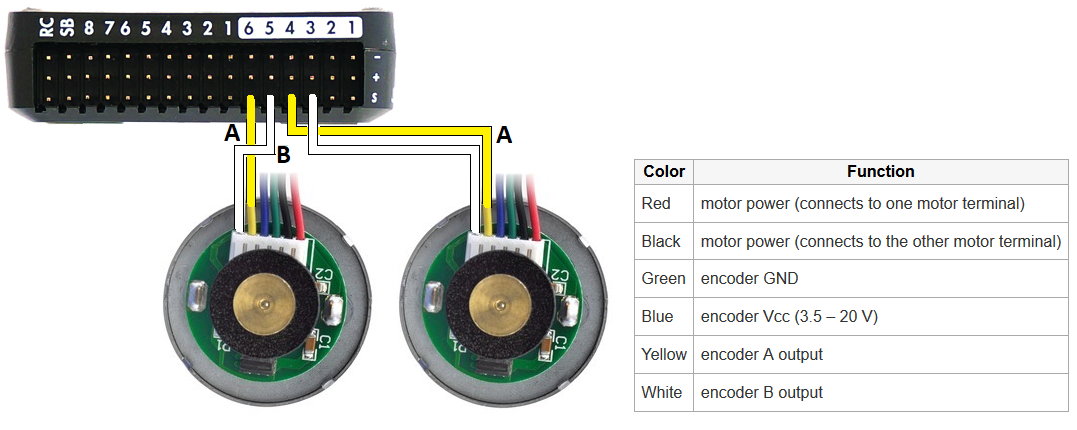 RC SB 8 7 6 5 4 3 2 1 6 5 4 3 2 1
-
+
S
A
B
A
C2
C1
P1
C2
C1
P1
Color Function
Red motor power (connects to one motor terminal)
Black motor power (connects to the other motor terminal)
Green encoder GND
Blue encoder Vcc (3.5 – 20 V)
Yellow encoder A output
White encoder B output